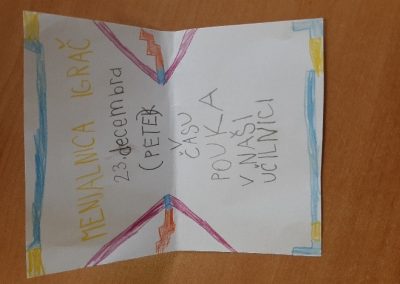 MENJALNICA IGRAČ
23. decembra
(PETEK
V
ČASU
POUKA
V NAŠI
UČILNICI